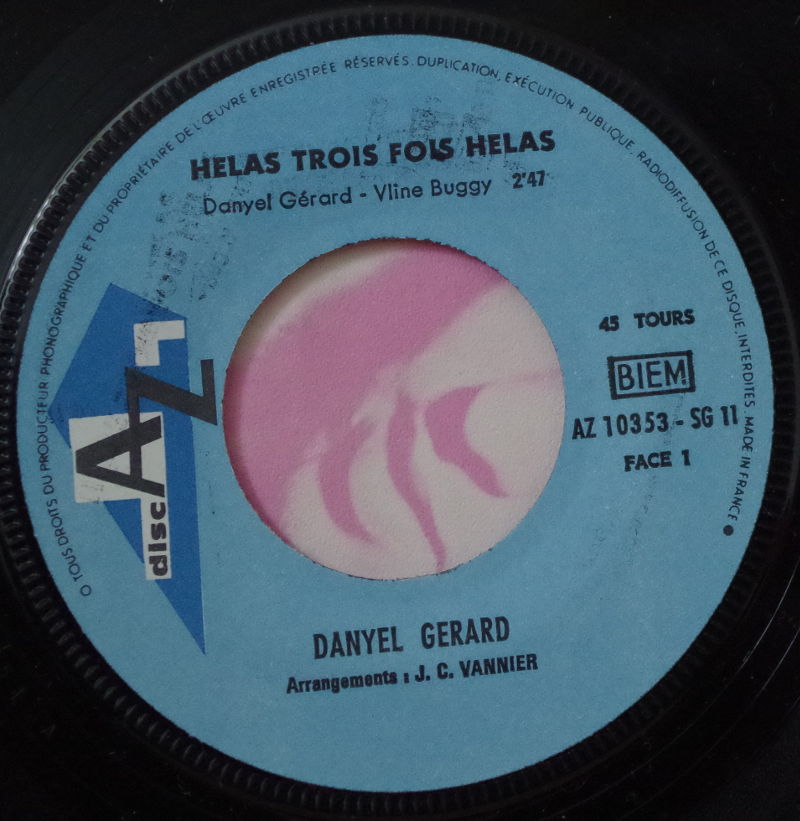 O TOUS DROITS DU PRODUCTEUR PHONOGRAPHIQUE ET DU PROPRIÉTAIRE DE L'ŒUVRE ENREGISTRÉE RÉSERVÉS. DUPLICATION, EXÉCUTION PUBLIQUE, RADIODIFFUSION DE CE DISQUE, INTERDITES. MADE IN FRANCE ●
HELAS TROIS FOIS HELAS
Danyel Gérard - Vline Buggy 2'47
disc AZ
45 TOURS
BIEM
AZ 10353 - SG 11
FACE 1
DANYEL GERARD
Arrangements : J. C. VANNIER